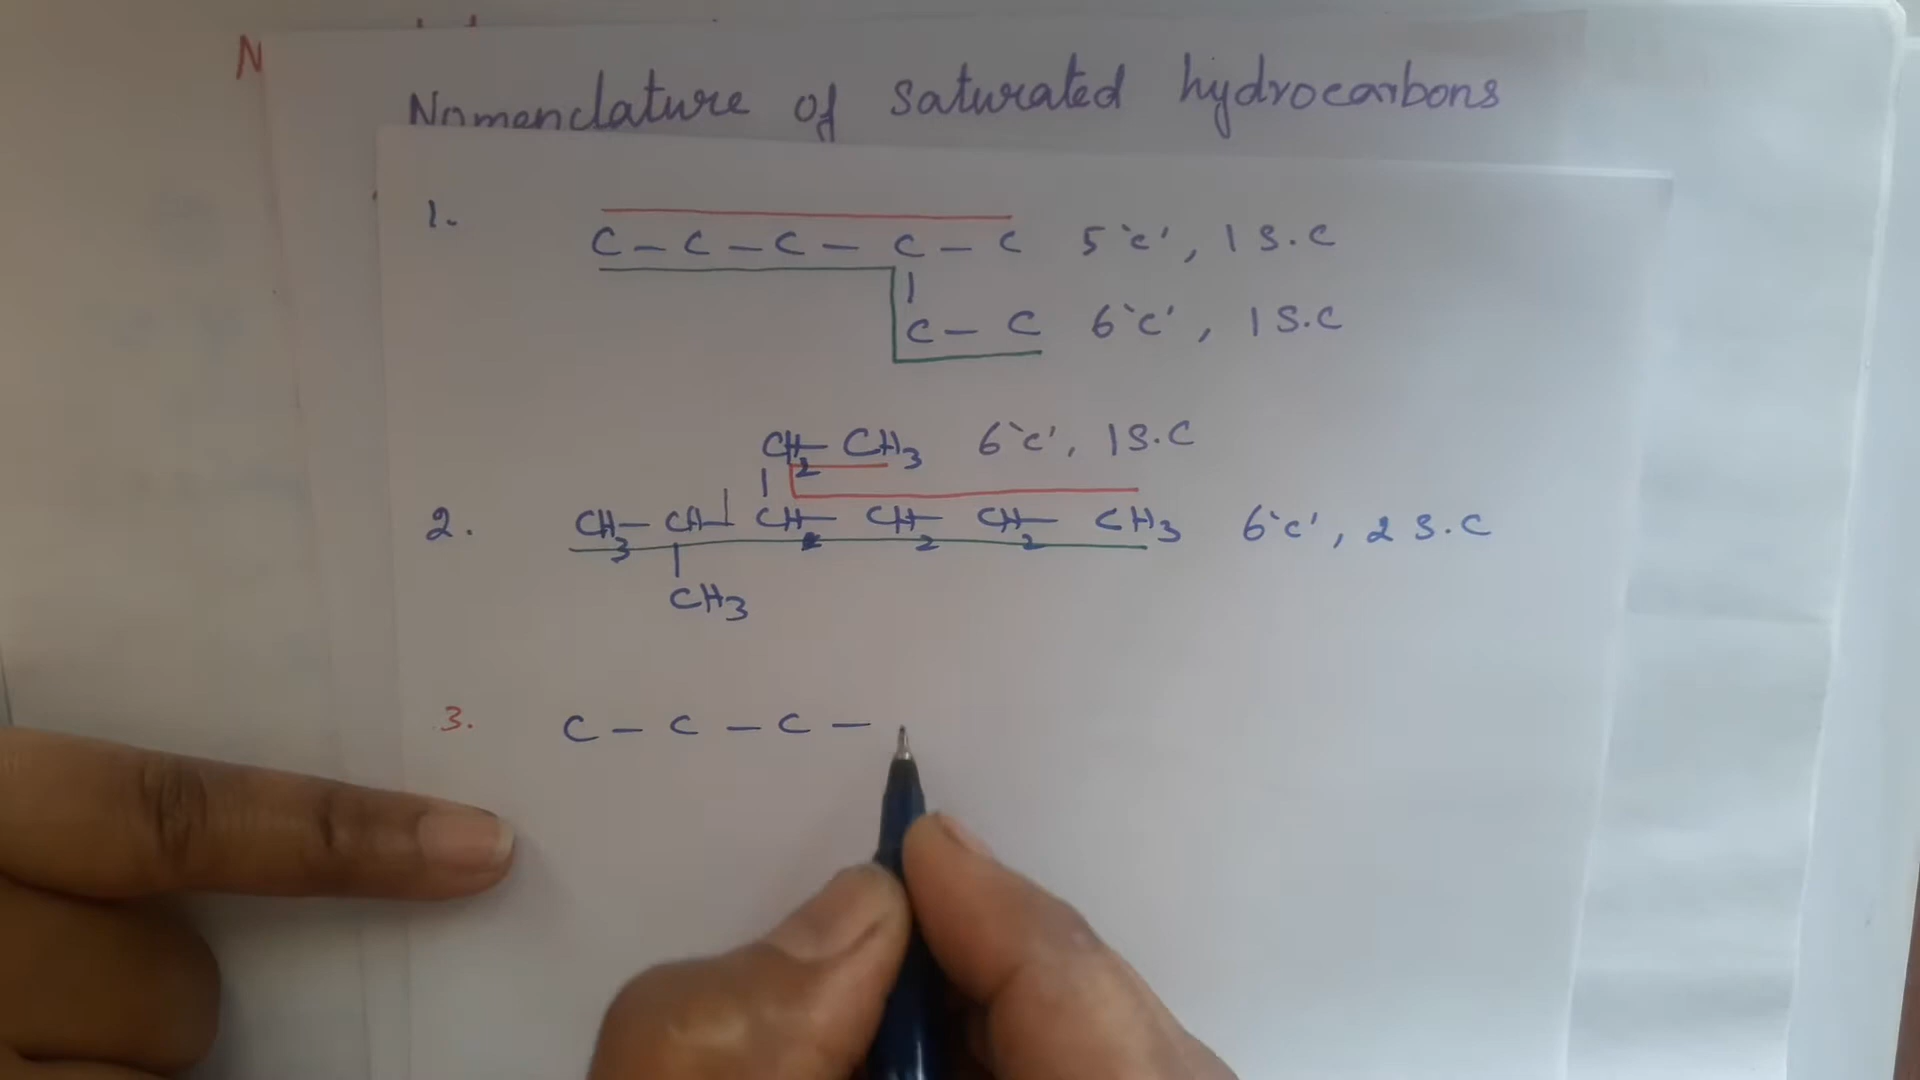 N
Nomenclature of saturated hydrocarbons
1. C - C - C - C - C 5 'c', 1 S.C
C - C 6 'c', 1 S.C
CH2 - CH3 6 'c', 1 S.C
2. CH3 - CH - CH - CH2 - CH2 - CH3 6 'c', 2 S.C
CH3
3. C - C - C -